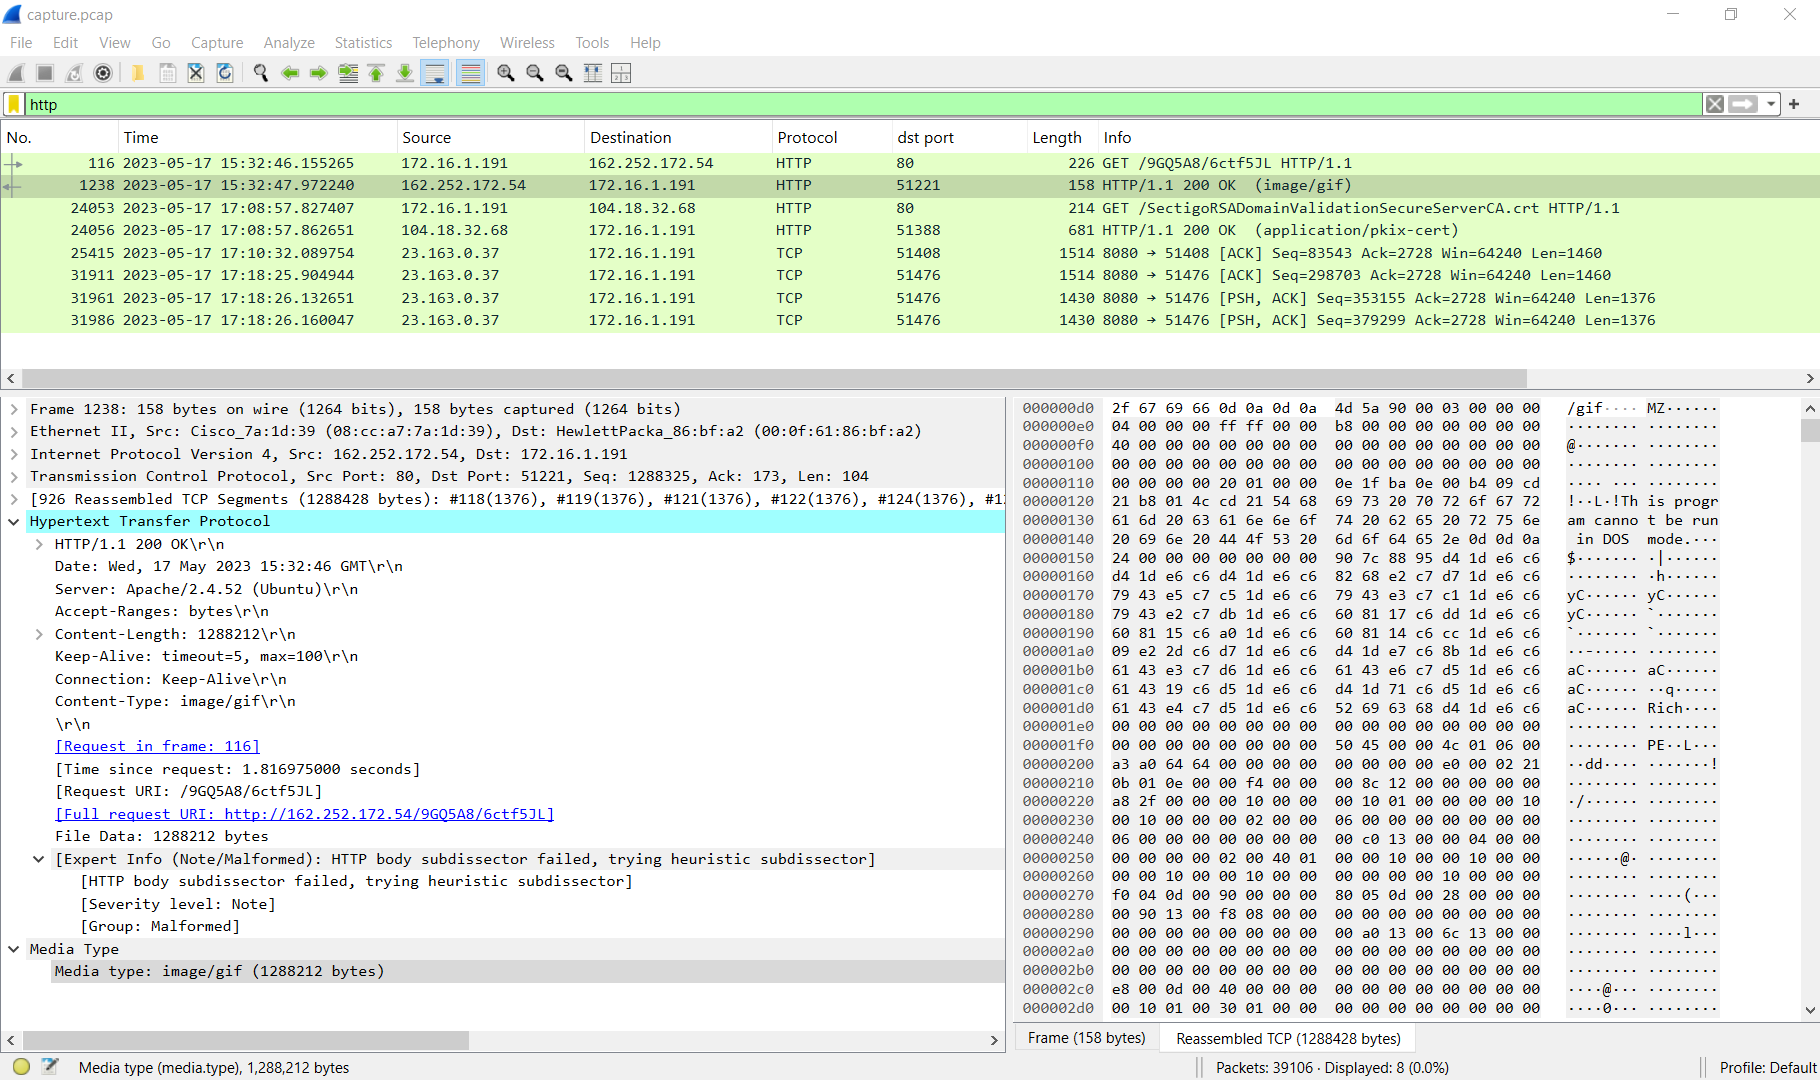 capture.pcap
File Edit View Go Capture Analyze Statistics Telephony Wireless Tools Help
http
No. Time Source Destination Protocol dst port Length Info
116 2023-05-17 15:32:46.155265 172.16.1.191 162.252.172.54 HTTP 80 226 GET /9GQ5A8/6ctf5JL HTTP/1.1
1238 2023-05-17 15:32:47.972240 162.252.172.54 172.16.1.191 HTTP 51221 158 HTTP/1.1 200 OK (image/gif)
24053 2023-05-17 17:08:57.827407 172.16.1.191 104.18.32.68 HTTP 80 214 GET /SectigoRSADomainValidationSecureServerCA.crt HTTP/1.1
24056 2023-05-17 17:08:57.862651 104.18.32.68 172.16.1.191 HTTP 51388 681 HTTP/1.1 200 OK (application/pkix-cert)
25415 2023-05-17 17:10:32.089754 23.163.0.37 172.16.1.191 TCP 51408 1514 8080 → 51408 [ACK] Seq=83543 Ack=2728 Win=64240 Len=1460
31911 2023-05-17 17:18:25.904944 23.163.0.37 172.16.1.191 TCP 51476 1514 8080 → 51476 [ACK] Seq=298703 Ack=2728 Win=64240 Len=1460
31961 2023-05-17 17:18:26.132651 23.163.0.37 172.16.1.191 TCP 51476 1430 8080 → 51476 [PSH, ACK] Seq=353155 Ack=2728 Win=64240 Len=1376
31986 2023-05-17 17:18:26.160047 23.163.0.37 172.16.1.191 TCP 51476 1430 8080 → 51476 [PSH, ACK] Seq=379299 Ack=2728 Win=64240 Len=1376
Frame 1238: 158 bytes on wire (1264 bits), 158 bytes captured (1264 bits)
Ethernet II, Src: Cisco_7a:1d:39 (08:cc:a7:7a:1d:39), Dst: HewlettPacka_86:bf:a2 (00:0f:61:86:bf:a2)
Internet Protocol Version 4, Src: 162.252.172.54, Dst: 172.16.1.191
Transmission Control Protocol, Src Port: 80, Dst Port: 51221, Seq: 1288325, Ack: 173, Len: 104
[926 Reassembled TCP Segments (1288428 bytes): #118(1376), #119(1376), #121(1376), #122(1376), #124(1376), #1
Hypertext Transfer Protocol
HTTP/1.1 200 OK\r\n
Date: Wed, 17 May 2023 15:32:46 GMT\r\n
Server: Apache/2.4.52 (Ubuntu)\r\n
Accept-Ranges: bytes\r\n
Content-Length: 1288212\r\n
Keep-Alive: timeout=5, max=100\r\n
Connection: Keep-Alive\r\n
Content-Type: image/gif\r\n
\r\n
[Request in frame: 116]
[Time since request: 1.816975000 seconds]
[Request URI: /9GQ5A8/6ctf5JL]
[Full request URI: http://162.252.172.54/9GQ5A8/6ctf5JL]
File Data: 1288212 bytes
[Expert Info (Note/Malformed): HTTP body subdissector failed, trying heuristic subdissector]
[HTTP body subdissector failed, trying heuristic subdissector]
[Severity level: Note]
[Group: Malformed]
Media Type
Media type: image/gif (1288212 bytes)
000000d0 2f 67 69 66 0d 0a 0d 0a 4d 5a 90 00 03 00 00 00 /gif···· MZ······
000000e0 04 00 00 00 ff ff 00 00 b8 00 00 00 00 00 00 00 ········ ········
000000f0 40 00 00 00 00 00 00 00 00 00 00 00 00 00 00 00 @······· ········
00000100 00 00 00 00 00 00 00 00 00 00 00 00 00 00 00 00 ········ ········
00000110 00 00 00 00 20 01 00 00 0e 1f ba 0e 00 b4 09 cd ···· ··· ········
00000120 21 b8 01 4c cd 21 54 68 69 73 20 70 72 6f 67 72 !··L·!Th is progr
00000130 61 6d 20 63 61 6e 6e 6f 74 20 62 65 20 72 75 6e am canno t be run
00000140 20 69 6e 20 44 4f 53 20 6d 6f 64 65 2e 0d 0d 0a in DOS mode.···
00000150 24 00 00 00 00 00 00 00 90 7c 88 95 d4 1d e6 c6 $······· ·|······
00000160 d4 1d e6 c6 d4 1d e6 c6 82 68 e2 c7 d7 1d e6 c6 ········ ·h······
00000170 79 43 e5 c7 c5 1d e6 c6 79 43 e3 c7 c1 1d e6 c6 yC······ yC······
00000180 79 43 e2 c7 db 1d e6 c6 60 81 17 c6 dd 1d e6 c6 yC······ `·······
00000190 60 81 15 c6 a0 1d e6 c6 60 81 14 c6 cc 1d e6 c6 `······· `·······
000001a0 09 e2 2d c6 d7 1d e6 c6 d4 1d e7 c6 8b 1d e6 c6 ··-····· ········
000001b0 61 43 e3 c7 d6 1d e6 c6 61 43 e6 c7 d5 1d e6 c6 aC······ aC······
000001c0 61 43 19 c6 d5 1d e6 c6 d4 1d 71 c6 d5 1d e6 c6 aC······ ··q·····
000001d0 61 43 e4 c7 d5 1d e6 c6 52 69 63 68 d4 1d e6 c6 aC······ Rich····
000001e0 00 00 00 00 00 00 00 00 00 00 00 00 00 00 00 00 ········ ········
000001f0 00 00 00 00 00 00 00 00 50 45 00 00 4c 01 06 00 ········ PE··L···
00000200 a3 a0 64 64 00 00 00 00 00 00 00 00 e0 00 02 21 ··dd···· ·······!
00000210 0b 01 0e 00 00 f4 00 00 00 8c 12 00 00 00 00 00 ········ ········
00000220 a8 2f 00 00 00 10 00 00 00 10 01 00 00 00 00 10 ·/······ ········
00000230 00 10 00 00 00 02 00 00 06 00 00 00 00 00 00 00 ········ ········
00000240 06 00 00 00 00 00 00 00 00 c0 13 00 00 04 00 00 ········ ········
00000250 00 00 00 00 02 00 40 01 00 00 10 00 00 10 00 00 ······@· ········
00000260 00 00 10 00 00 10 00 00 00 00 00 00 10 00 00 00 ········ ········
00000270 f0 04 0d 00 90 00 00 00 80 05 0d 00 28 00 00 00 ········ ····(···
00000280 00 90 13 00 f8 08 00 00 00 00 00 00 00 00 00 00 ········ ········
00000290 00 00 00 00 00 00 00 00 00 a0 13 00 6c 13 00 00 ········ ····l···
000002a0 00 00 00 00 00 00 00 00 00 00 00 00 00 00 00 00 ········ ········
000002b0 00 00 00 00 00 00 00 00 00 00 00 00 00 00 00 00 ········ ········
000002c0 e8 00 0d 00 40 00 00 00 00 00 00 00 00 00 00 00 ····@··· ········
000002d0 00 10 01 00 30 01 00 00 00 00 00 00 00 00 00 00 ····0··· ········
Frame (158 bytes) Reassembled TCP (1288428 bytes)
Media type (media.type), 1,288,212 bytes Packets: 39106 · Displayed: 8 (0.0%) Profile: Default